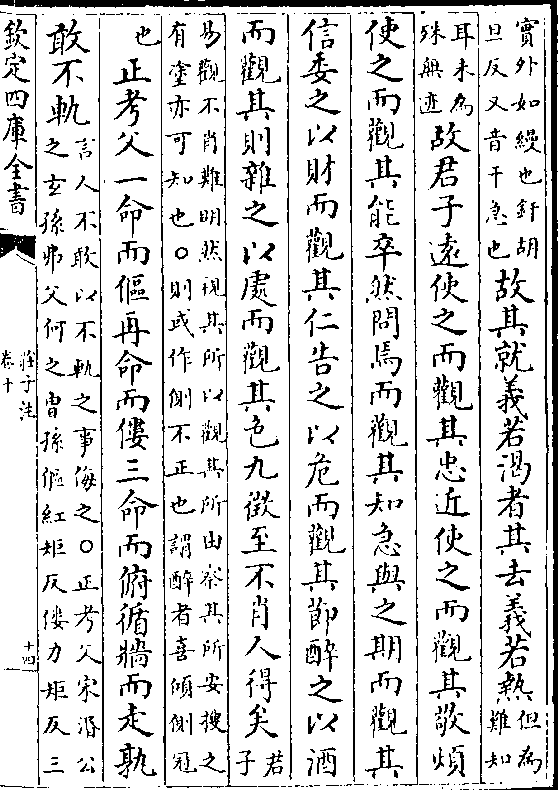 實外如縵也釬胡
旦反又音干急也
故其就義若渴者其去義若熱
但為
難知
耳未為
殊無迹
故君子遠使之而觀其忠近使之而觀其敬煩
使之而觀其能卒然問焉而觀其知急與之期而觀其
信委之以財而觀其仁告之以危而觀其節醉之以酒
而觀其則雜之以處而觀其色九徵至不肖人得矣
君
子
易觀不肖難明然視其所以觀其所由察其所安搜之
有塗亦可知也○則或作側不正也謂醉者喜傾側冠
也
正考父一命而傴再命而僂三命而俯循牆而走孰
敢不軌
言人不敢以不軌之事侮之○正考父宋湣公
之玄孫弗父何之曾孫傴紅矩反僂力矩反三
欽定四庫全書
莊子注
卷十
十四